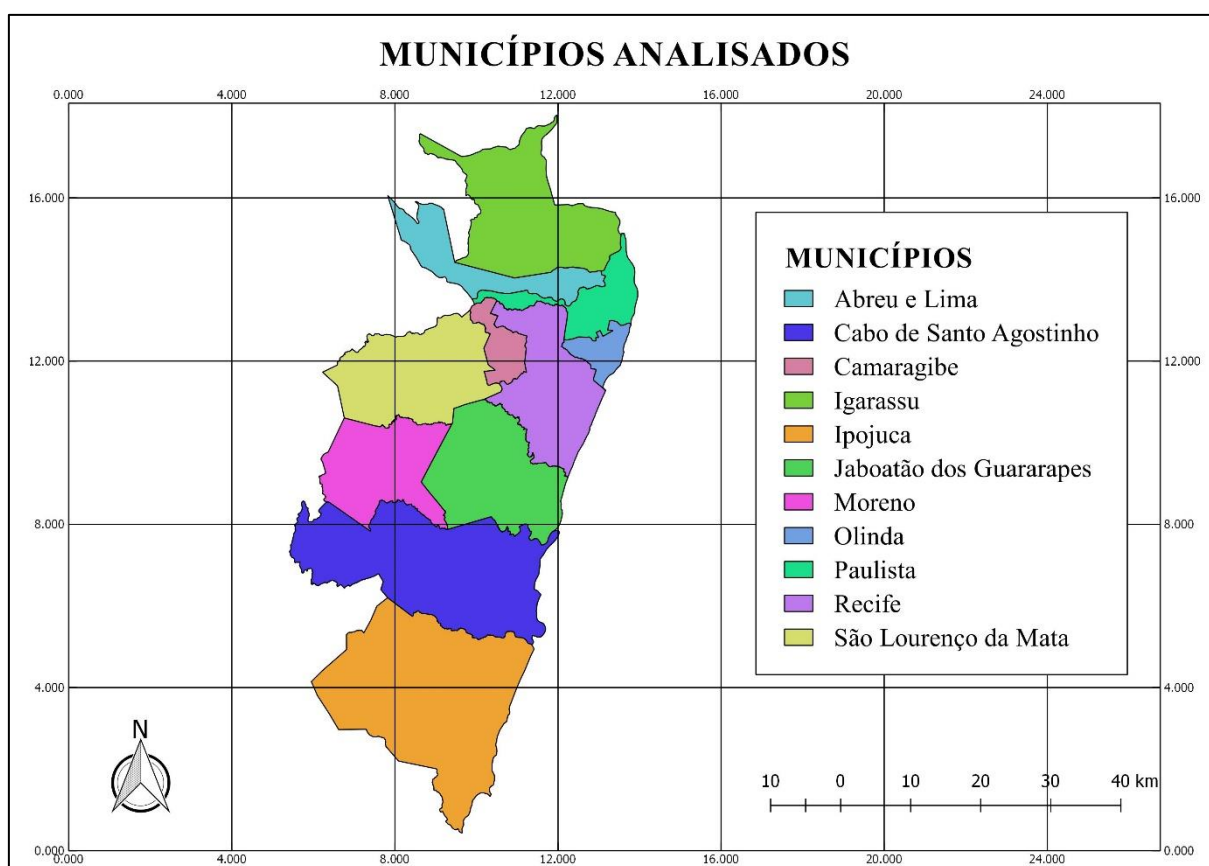 MUNICÍPIOS ANALISADOS
0.000 4.000 8.000 12.000 16.000 20.000 24.000
16.000 16.000
12.000 12.000
8.000 8.000
4.000 4.000
0.000 0.000
0.000 4.000 8.000 12.000 16.000 20.000 24.000
MUNICÍPIOS
Abreu e Lima
Cabo de Santo Agostinho
Camaragibe
Igarassu
Ipojuca
Jaboatão dos Guararapes
Moreno
Olinda
Paulista
Recife
São Lourenço da Mata
N
10 0 10 20 30 40 km